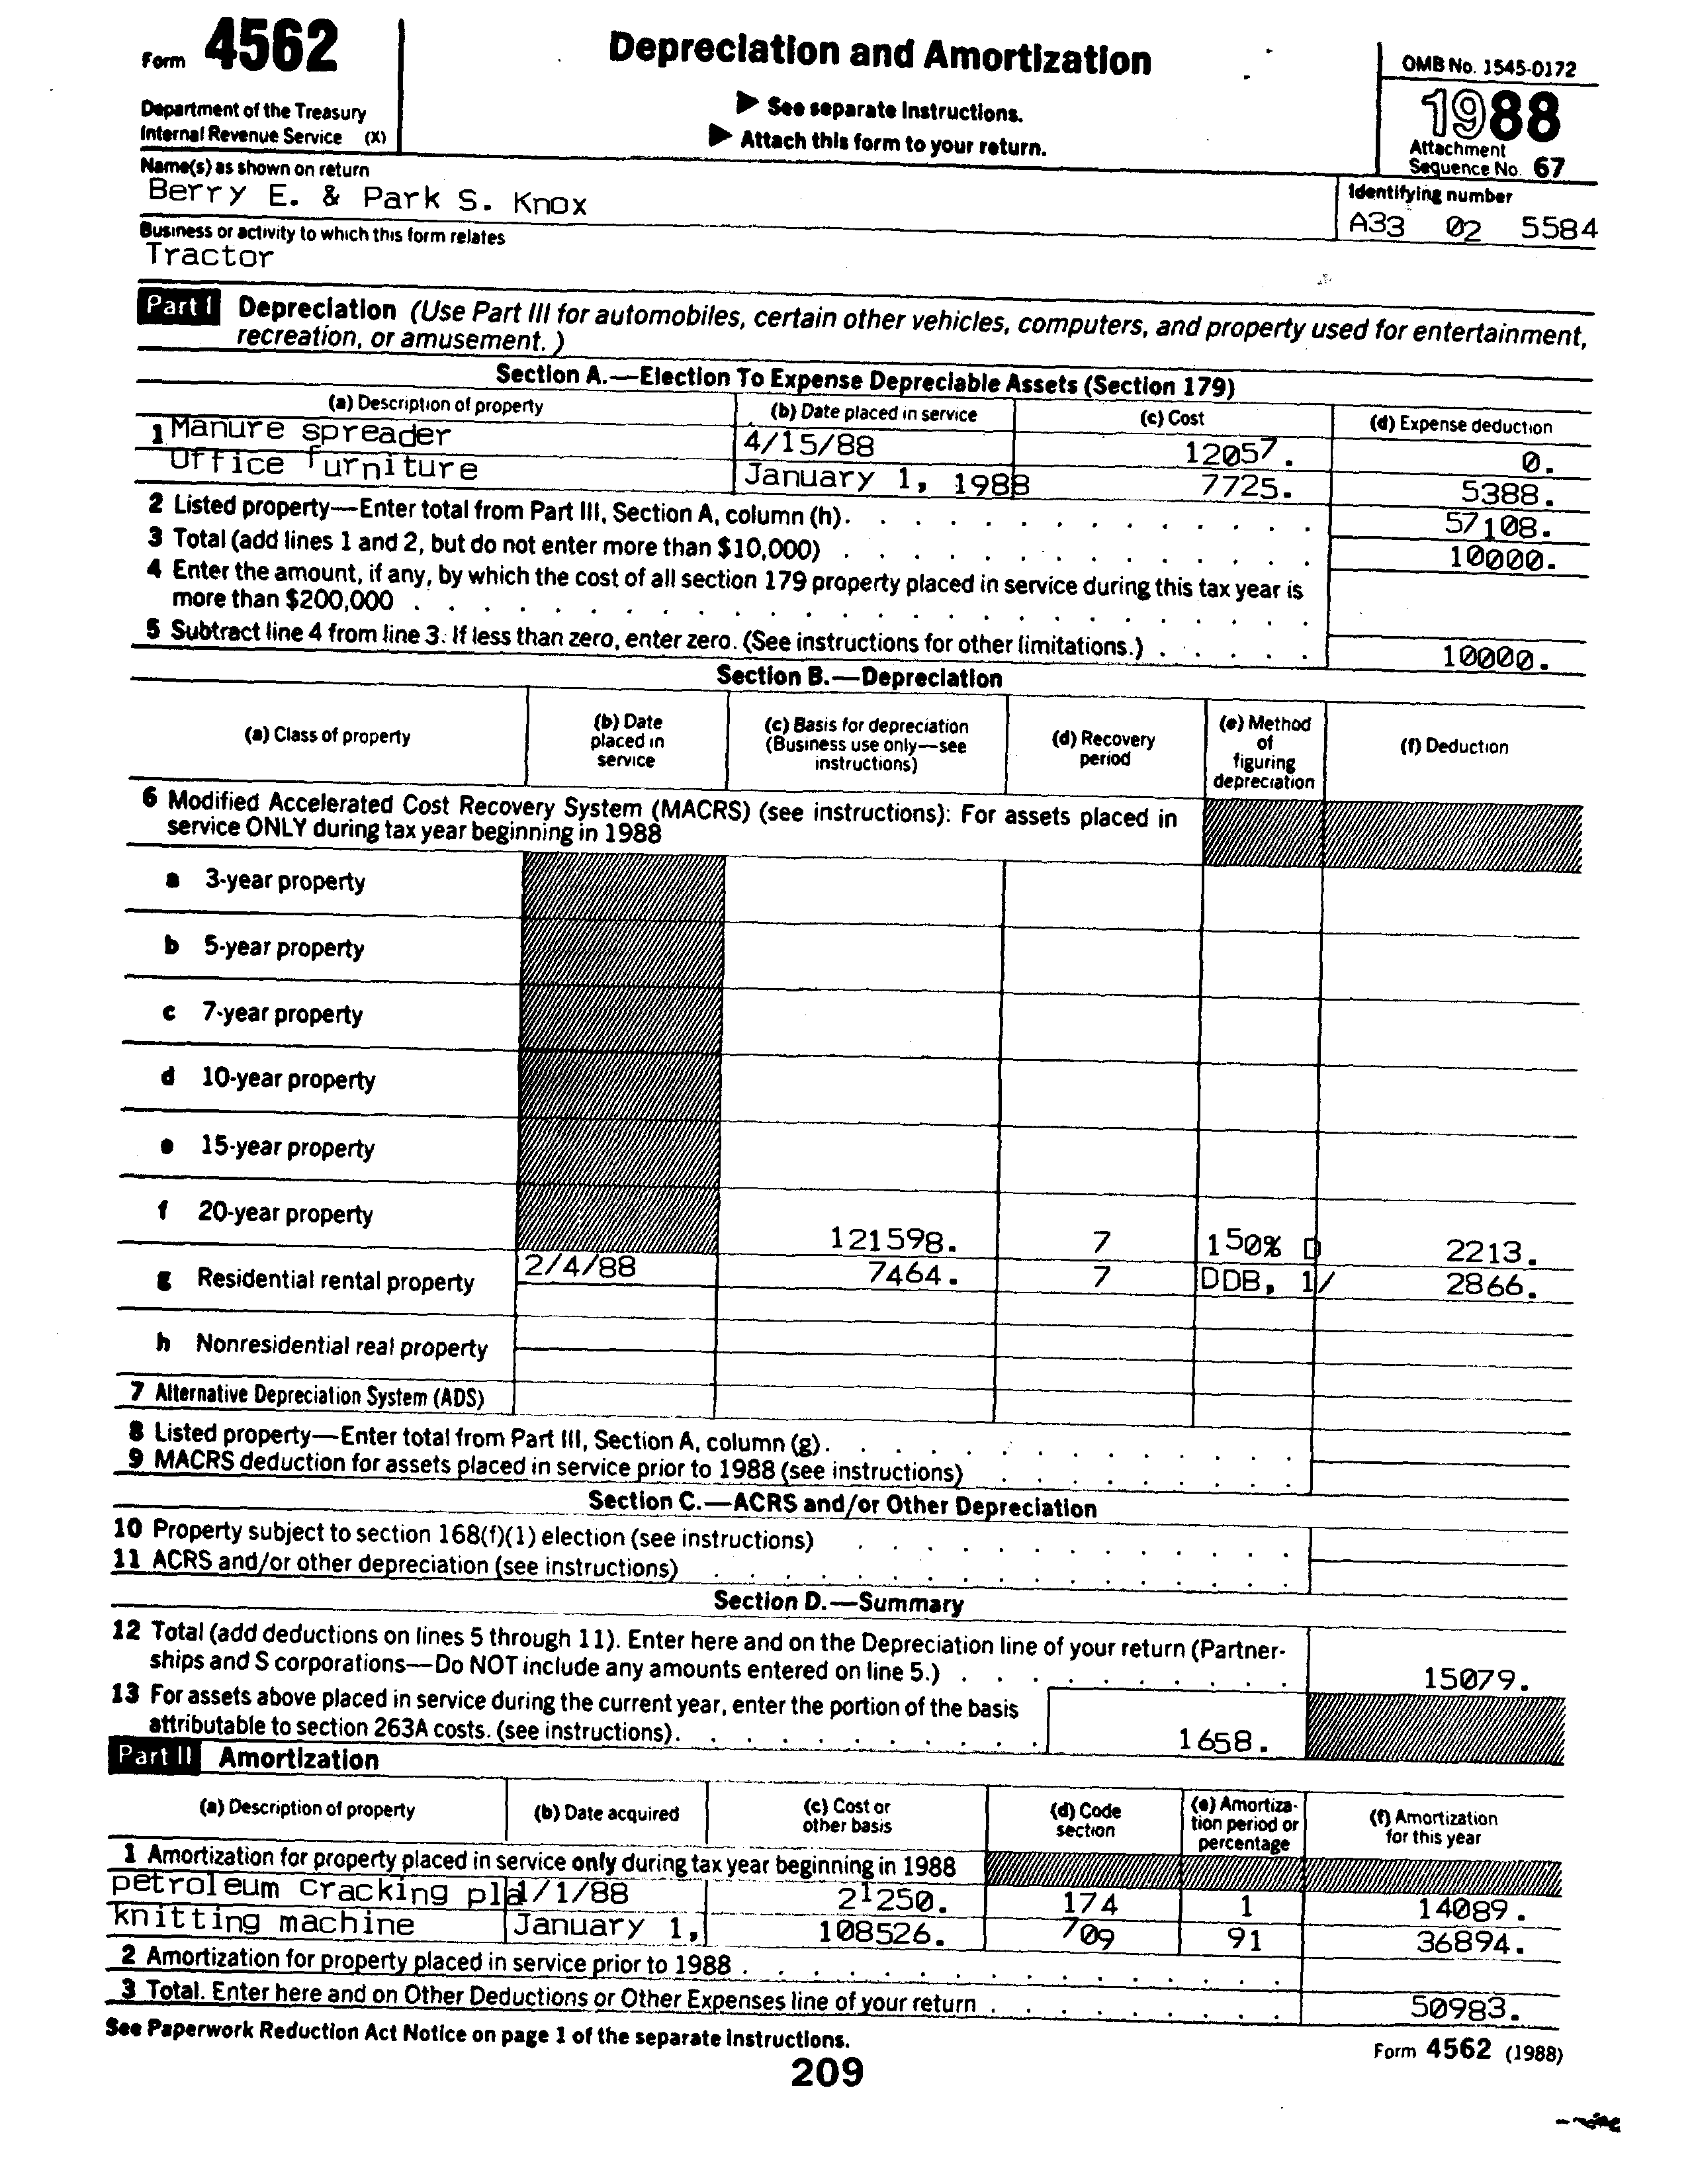 Form 4562
Department of the Treasury
Internal Revenue Service (X)
Depreciation and Amortization
▶ See separate Instructions.
▶ Attach this form to your return.
OMB No. 1545-0172
1988
Attachment
Sequence No. 67
Name(s) as shown on return
Berry E. & Park S. Knox
Identifying number
A33 02 5584
Business or activity to which this form relates
Tractor
Part I Depreciation (Use Part III for automobiles, certain other vehicles, computers, and property used for entertainment,
recreation, or amusement.)
Section A.—Election To Expense Depreciable Assets (Section 179)
(a) Description of property (b) Date placed in service (c) Cost (d) Expense deduction
1 Manure spreader 4/15/88 12057. 0.
Office furniture January 1, 1988 7725. 5388.
2 Listed property—Enter total from Part III, Section A, column (h). 57108.
3 Total (add lines 1 and 2, but do not enter more than $10,000) 10000.
4 Enter the amount, if any, by which the cost of all section 179 property placed in service during this tax year is
more than $200,000
5 Subtract line 4 from line 3. If less than zero, enter zero. (See instructions for other limitations.) 10000.
Section B.—Depreciation
(a) Class of property
(b) Date
placed in
service
(c) Basis for depreciation
(Business use only—see
instructions)
(d) Recovery
period
(e) Method
of
figuring
depreciation
(f) Deduction
6 Modified Accelerated Cost Recovery System (MACRS) (see instructions): For assets placed in
service ONLY during tax year beginning in 1988
a 3-year property
b 5-year property
c 7-year property
d 10-year property
e 15-year property
f 20-year property 121598. 7 150% D 2213.
g Residential rental property 2/4/88 7464. 7 DDB, 1/ 2866.
h Nonresidential real property
7 Alternative Depreciation System (ADS)
8 Listed property—Enter total from Part III, Section A, column (g).
9 MACRS deduction for assets placed in service prior to 1988 (see instructions)
Section C.—ACRS and/or Other Depreciation
10 Property subject to section 168(f)(1) election (see instructions)
11 ACRS and/or other depreciation (see instructions)
Section D.—Summary
12 Total (add deductions on lines 5 through 11). Enter here and on the Depreciation line of your return (Partner-
ships and S corporations—Do NOT include any amounts entered on line 5.) 15079.
13 For assets above placed in service during the current year, enter the portion of the basis
attributable to section 263A costs. (see instructions). 1658.
Part II Amortization
(a) Description of property
(b) Date acquired
(c) Cost or
other basis
(d) Code
section
(e) Amortiza-
tion period or
percentage
(f) Amortization
for this year
1 Amortization for property placed in service only during tax year beginning in 1988
petroleum cracking pla 1/1/88 21250. 174 1 14089.
knitting machine January 1, 108526. 709 91 36894.
2 Amortization for property placed in service prior to 1988
3 Total. Enter here and on Other Deductions or Other Expenses line of your return 50983.
See Paperwork Reduction Act Notice on page 1 of the separate Instructions.
Form 4562 (1988)
209